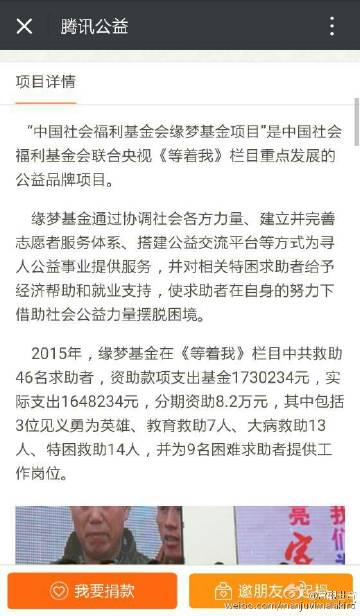 腾讯公益
项目详情
“中国社会福利基金会缘梦基金项目”是中国社会
福利基金会联合央视《等着我》栏目重点发展的
公益品牌项目。
缘梦基金通过协调社会各方力量、建立并完善
志愿者服务体系、搭建公益交流平台等方式为寻
人公益事业提供服务，并对相关特困求助者给予
经济帮助和就业支持，使求助者在自身的努力下
借助社会公益力量摆脱困境。
2015年，缘梦基金在《等着我》栏目中共救助
46名求助者，资助款项支出基金1730234元，实
际支出1648234元，分期资助8.2万元，其中包括
3位见义勇为英雄、教育救助7人、大病救助13
人、特困救助14人，并为9名困难求助者提供工
作岗位。
亮
我要捐款
邀朋友一起捐